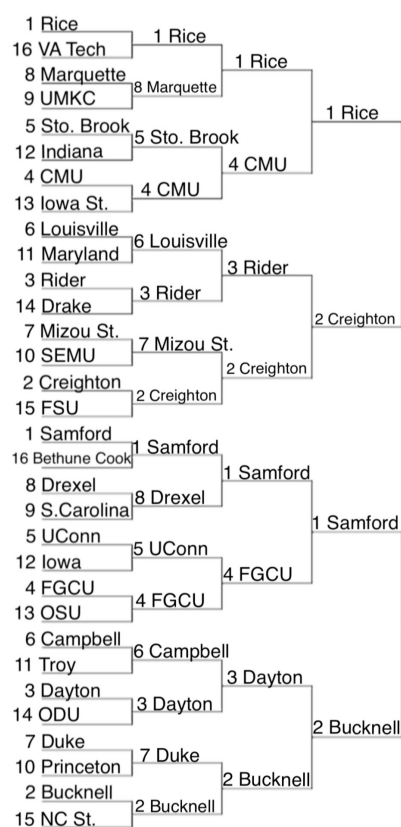 1 Rice
16 VA Tech
8 Marquette
9 UMKC
5 Sto. Brook
12 Indiana
4 CMU
13 Iowa St.
6 Louisville
11 Maryland
3 Rider
14 Drake
7 Mizou St.
10 SEMU
2 Creighton
15 FSU
1 Samford
16 Bethune Cook
8 Drexel
9 S.Carolina
5 UConn
12 Iowa
4 FGCU
13 OSU
6 Campbell
11 Troy
3 Dayton
14 ODU
7 Duke
10 Princeton
2 Bucknell
15 NC St.
1 Rice
8 Marquette
5 Sto. Brook
4 CMU
6 Louisville
3 Rider
7 Mizou St.
2 Creighton
1 Samford
8 Drexel
5 UConn
4 FGCU
6 Campbell
3 Dayton
7 Duke
2 Bucknell
1 Rice
4 CMU
3 Rider
2 Creighton
1 Samford
4 FGCU
3 Dayton
2 Bucknell
1 Rice
2 Creighton
1 Samford
2 Bucknell